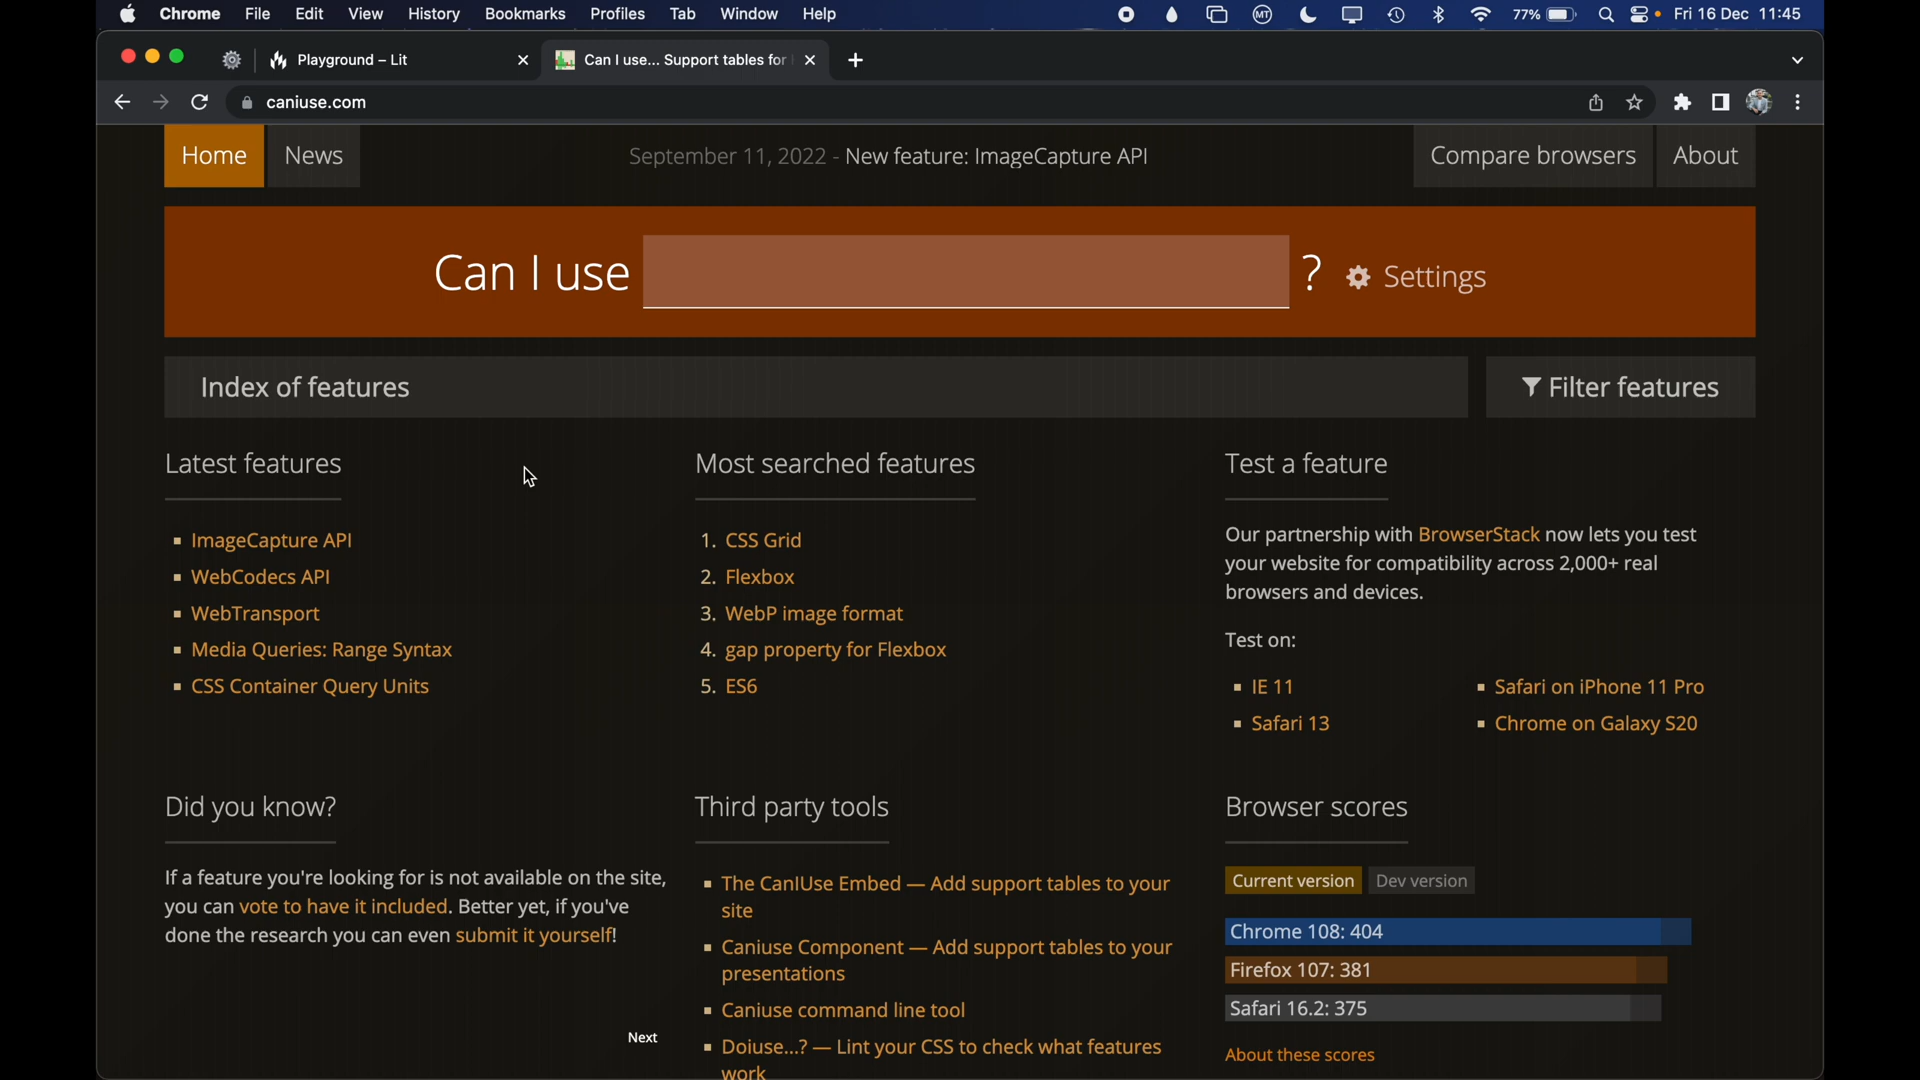 Chrome File Edit View History Bookmarks Profiles Tab Window Help 77% Fri 16 Dec 11:45
Playground – Lit Can I use... Support tables for
caniuse.com
Home News September 11, 2022 - New feature: ImageCapture API Compare browsers About
Can I use ? Settings
Index of features Filter features
Latest features
ImageCapture API
WebCodecs API
WebTransport
Media Queries: Range Syntax
CSS Container Query Units
Most searched features
1. CSS Grid
2. Flexbox
3. WebP image format
4. gap property for Flexbox
5. ES6
Test a feature
Our partnership with BrowserStack now lets you test
your website for compatibility across 2,000+ real
browsers and devices.
Test on:
IE 11 Safari on iPhone 11 Pro
Safari 13 Chrome on Galaxy S20
Did you know?
If a feature you're looking for is not available on the site,
you can vote to have it included. Better yet, if you've
done the research you can even submit it yourself!
Next
Third party tools
The CanIUse Embed — Add support tables to your
site
Caniuse Component — Add support tables to your
presentations
Caniuse command line tool
Doiuse...? — Lint your CSS to check what features
work
Browser scores
Current version Dev version
Chrome 108: 404
Firefox 107: 381
Safari 16.2: 375
About these scores